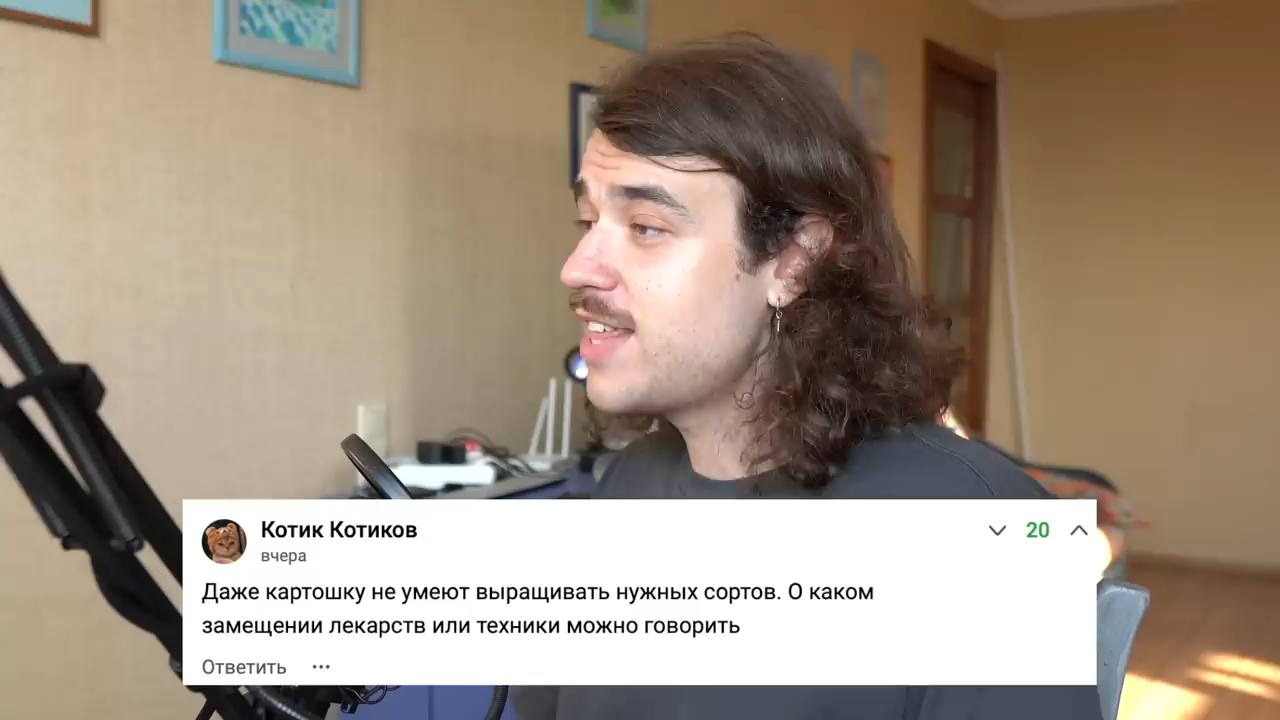 Котик Котиков
20
вчера
Даже картошку не умеют выращивать нужных сортов. О каком
замещении лекарств или техники можно говорить
Ответить ...